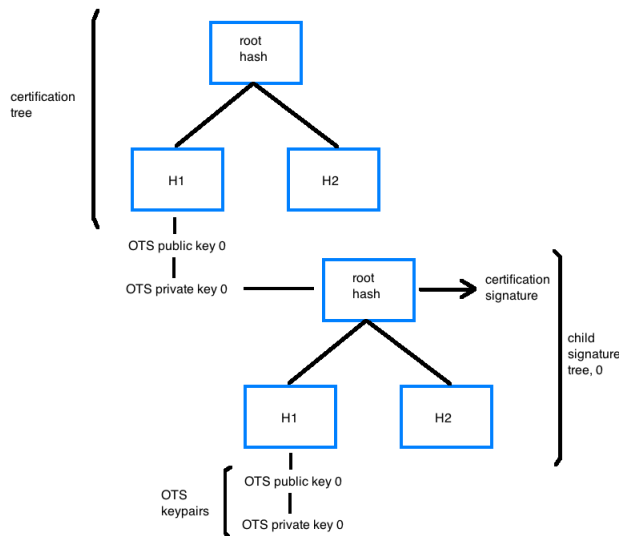 root
hash
certification
tree
H1
H2
OTS public key 0
OTS private key 0
root
hash
certification
signature
child
signature
tree, 0
H1
H2
OTS public key 0
OTS
keypairs
OTS private key 0